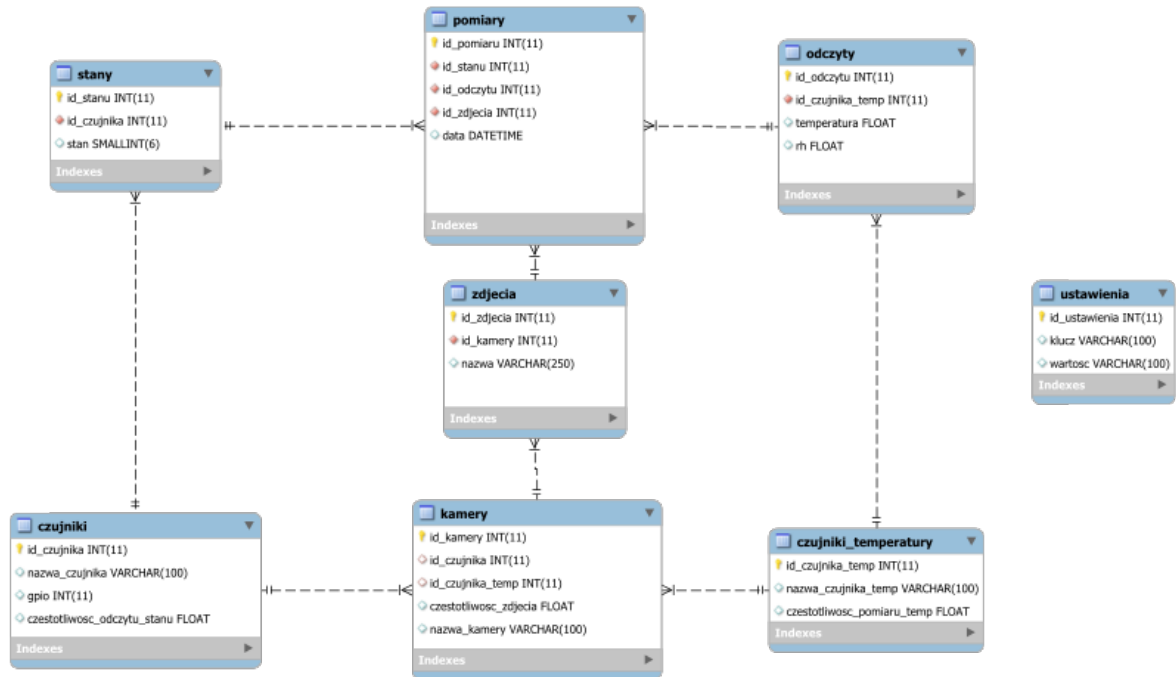 pomiary
id_pomiaru INT(11)
id_stanu INT(11)
id_odczytu INT(11)
id_zdjecia INT(11)
data DATETIME
Indexes
stany
id_stanu INT(11)
id_czujnika INT(11)
stan SMALLINT(6)
Indexes
odczyty
id_odczytu INT(11)
id_czujnika_temp INT(11)
temperatura FLOAT
rh FLOAT
Indexes
zdjecia
id_zdjecia INT(11)
id_kamery INT(11)
nazwa VARCHAR(250)
Indexes
ustawienia
id_ustawienia INT(11)
klucz VARCHAR(100)
wartosc VARCHAR(100)
Indexes
czujniki
id_czujnika INT(11)
nazwa_czujnika VARCHAR(100)
gpio INT(11)
czestotliwosc_odczytu_stanu FLOAT
Indexes
kamery
id_kamery INT(11)
id_czujnika INT(11)
id_czujnika_temp INT(11)
czestotliwosc_zdjecia FLOAT
nazwa_kamery VARCHAR(100)
Indexes
czujniki_temperatury
id_czujnika_temp INT(11)
nazwa_czujnika_temp VARCHAR(100)
czestotliwosc_pomiaru_temp FLOAT
Indexes